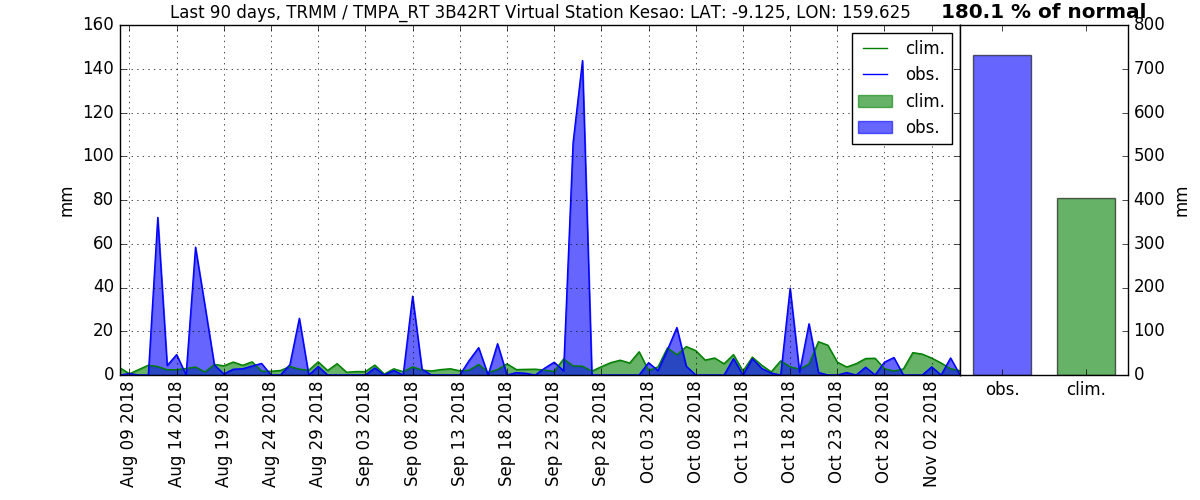 Last 90 days, TRMM / TMPA_RT 3B42RT Virtual Station Kesao: LAT: -9.125, LON: 159.625
180.1 % of normal
160
140
120
100
80
60
40
20
0
mm
clim.
obs.
clim.
obs.
800
700
600
500
400
300
200
100
0
mm
Aug 09 2018
Aug 14 2018
Aug 19 2018
Aug 24 2018
Aug 29 2018
Sep 03 2018
Sep 08 2018
Sep 13 2018
Sep 18 2018
Sep 23 2018
Sep 28 2018
Oct 03 2018
Oct 08 2018
Oct 13 2018
Oct 18 2018
Oct 23 2018
Oct 28 2018
Nov 02 2018
obs.
clim.